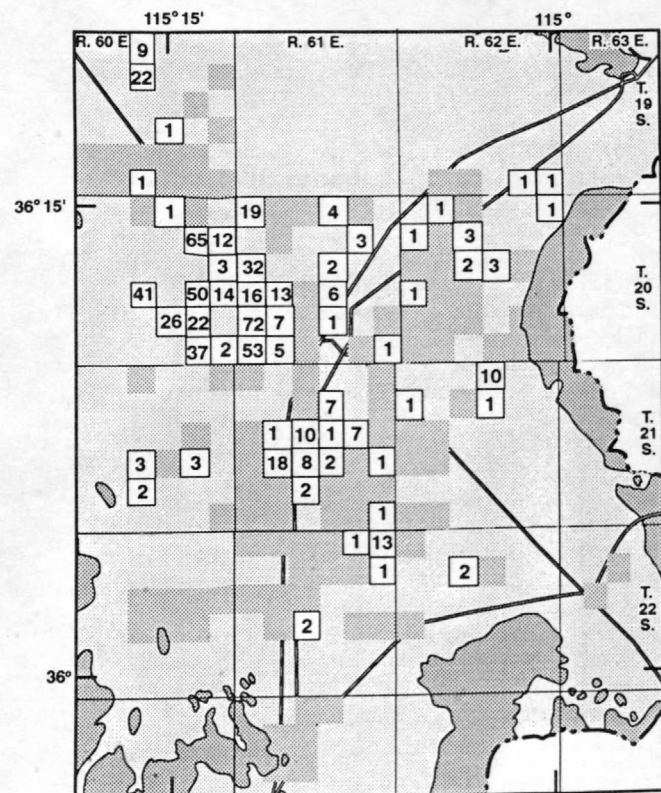 115° 15' 115°
R. 60 E. R. 61 E. R. 62 E. R. 63 E.
9
22
T.
19
S.
1
1 1 1
36° 15'
1 19 4 1 1
65 12 3 1 3
3 32 2 2 3
T.
20
S.
41 50 14 16 13 6 1
26 22 72 7 1
37 2 53 5 1
10
7 1 1
T.
21
S.
1 10 1 7
3 3 18 8 2 1
2 2
1
1 13
1 2
T.
22
S.
2
36°